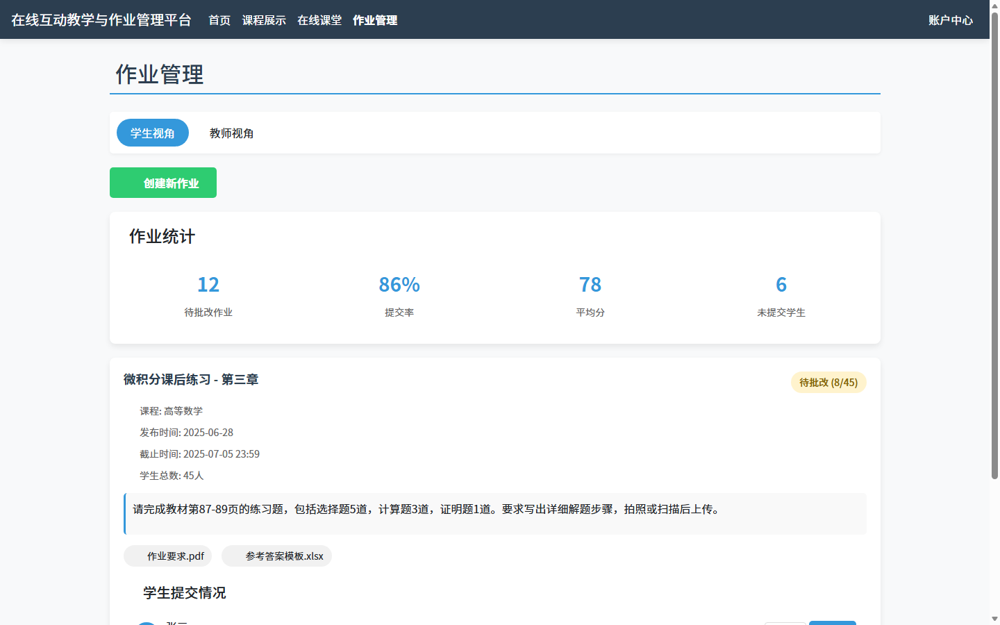 在线互动教学与作业管理平台 首页 课程展示 在线课堂 作业管理 账户中心
作业管理
学生视角 教师视角
创建新作业
作业统计
12 86% 78 6
待批改作业 提交率 平均分 未提交学生
微积分课后练习 - 第三章 待批改 (8/45)
课程: 高等数学
发布时间: 2025-06-28
截止时间: 2025-07-05 23:59
学生总数: 45人
请完成教材第87-89页的练习题，包括选择题5道，计算题3道，证明题1道。要求写出详细解题步骤，拍照或扫描后上传。
作业要求.pdf 参考答案模板.xlsx
学生提交情况